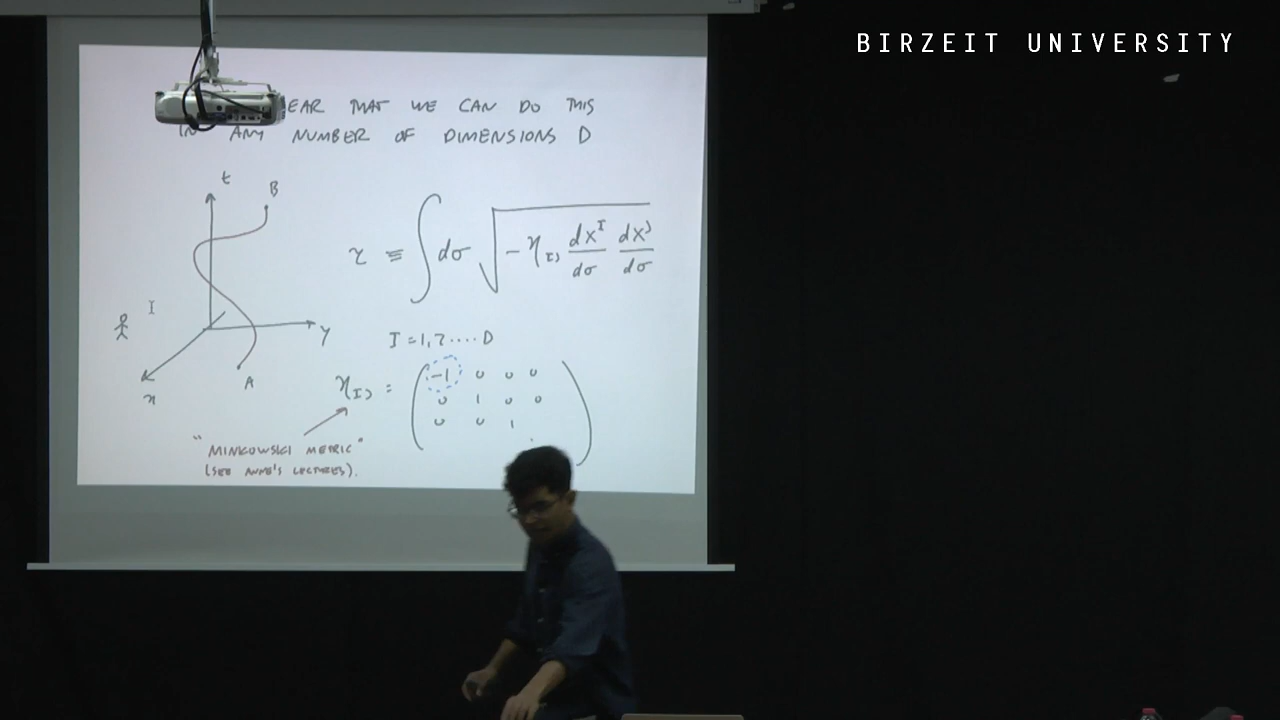 BIRZEIT UNIVERSITY
EAR THAT WE CAN DO THIS
IN ANY NUMBER OF DIMENSIONS D
t
B
τ ≡ ∫ dσ √(-η_IJ dx^I/dσ dx^J/dσ)
I
y
x
A
I = 1, 2 .... D
η_IJ = ( -1 0 0 0
0 1 0 0
0 0 1 )
"MINKOWSKI METRIC"
(SEE ANNE'S LECTURES).